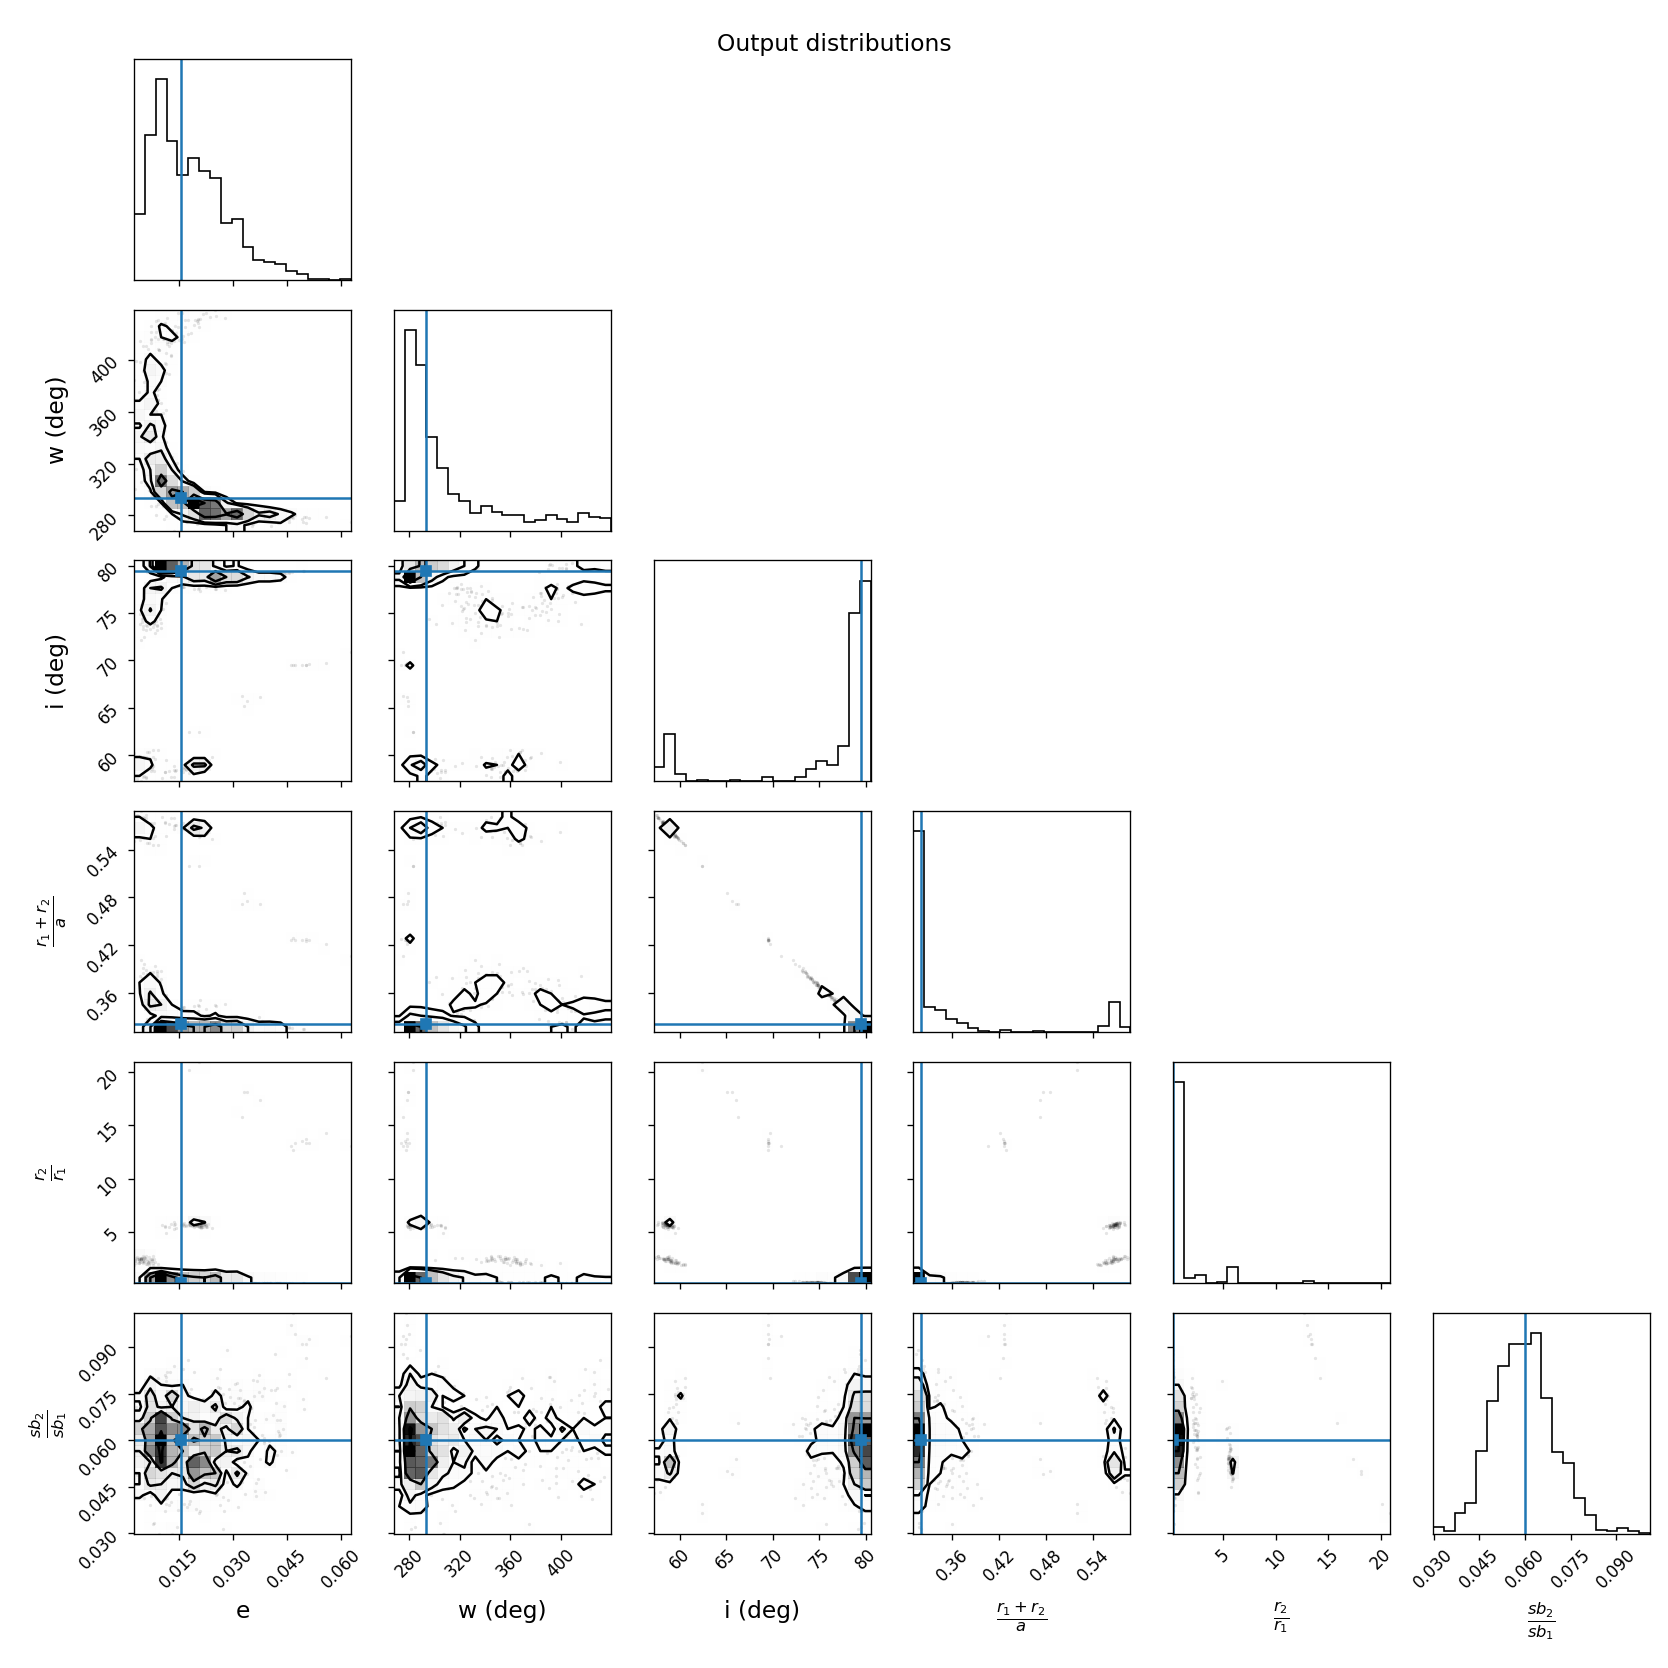 Output distributions
w (deg)
400
360
320
280
i (deg)
80
75
70
65
60
r1 + r2
a
0.54
0.48
0.42
0.36
r2
r1
20
15
10
5
sb2
sb1
0.090
0.075
0.060
0.045
0.030
0.015 0.030 0.045 0.060
280 320 360 400
60 65 70 75 80
0.36 0.42 0.48 0.54
5 10 15 20
0.030 0.045 0.060 0.075 0.090
e
w (deg)
i (deg)
r1 + r2
a
r2
r1
sb2
sb1